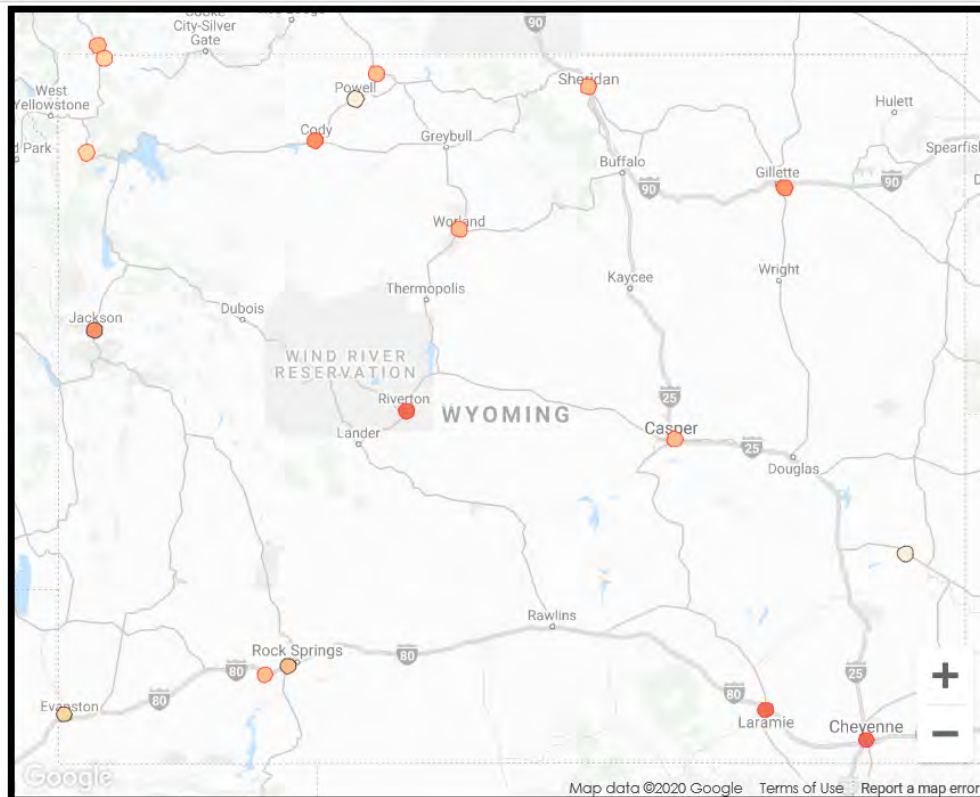 Cooke
City-Silver
Gate
90
West
Yellowstone
Powell
Sheridan
Hulett
d Park
Cody
Greybull
Spearfis
Buffalo
Gillette
90
90
Worland
Wright
Kaycee
Thermopolis
Dubois
Jackson
WIND RIVER
RESERVATION
Riverton
25
WYOMING
Casper
Lander
25
Douglas
Rawlins
Rock Springs
80
80
25
80
80
Evanston
Laramie
Cheyenne
+
−
Google
Map data ©2020 Google Terms of Use Report a map error